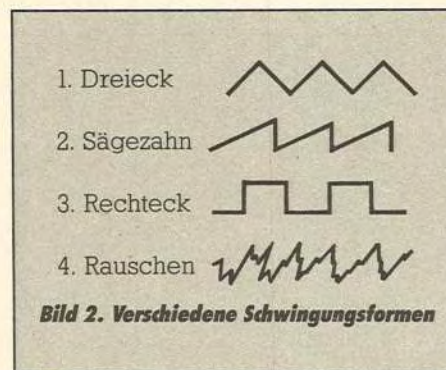 1. Dreieck
2. Sägezahn
3. Rechteck
4. Rauschen
Bild 2. Verschiedene Schwingungsformen